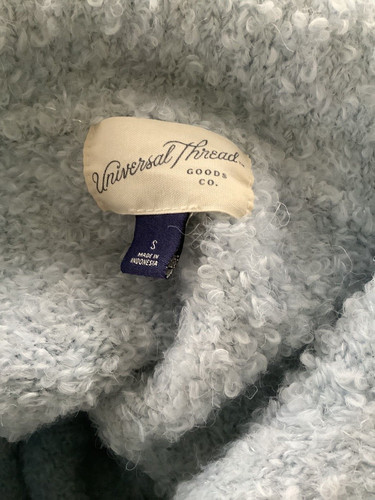 Universal Thread
GOODS
CO.
S
MADE IN
INDONESIA